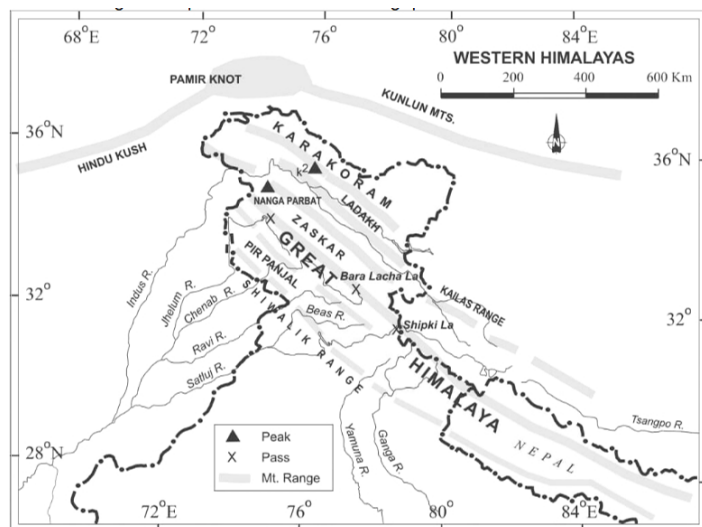 68°E
72°
76°
80°
84°E
WESTERN HIMALAYAS
0 200 400 600 Km
PAMIR KNOT
KUNLUN MTS.
N
36°N
HINDU KUSH
36°N
KARAKORAM
k2
NANGA PARBAT
LADAKH
ZASKAR
GREAT
PIR PANJAL
Bara Lacha La
Indus R.
Jhelum R.
Chenab R.
32°
SHIWALIK RANGE
Beas R.
KAILAS RANGE
Shipki La
32°
Ravi R.
Satluj R.
HIMALAYA
Tsangpo R.
NEPAL
Yamuna R.
Ganga R.
28°
Peak
Pass
Mt. Range
72°
76°
80°
84°E